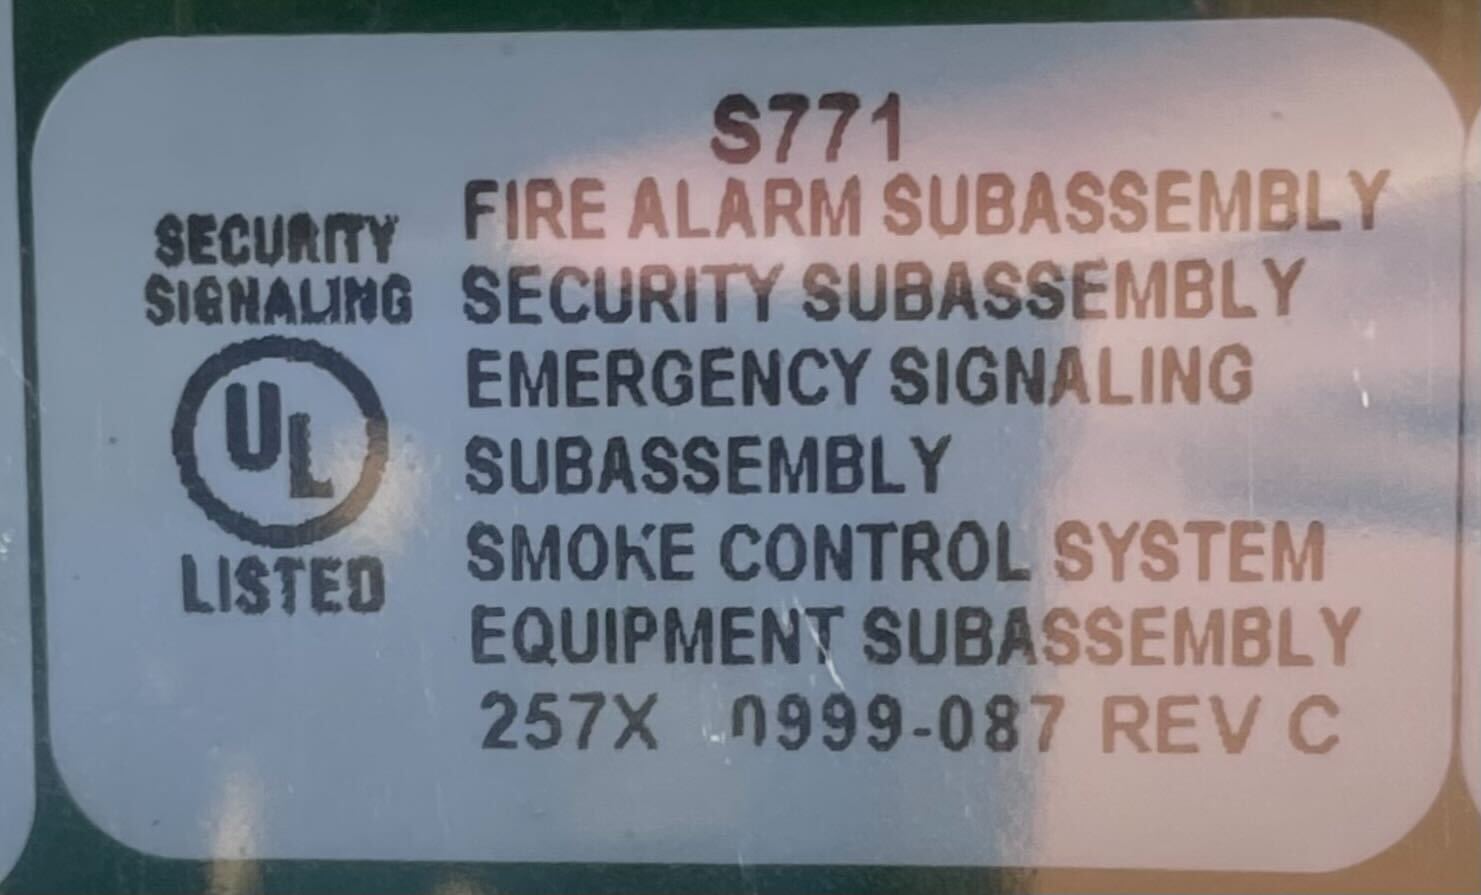 S771
FIRE ALARM SUBASSEMBLY
SECURITY SUBASSEMBLY
EMERGENCY SIGNALING
SUBASSEMBLY
SMOKE CONTROL SYSTEM
EQUIPMENT SUBASSEMBLY
257X 0999-087 REV C
SECURITY
SIGNALING
UL
LISTED